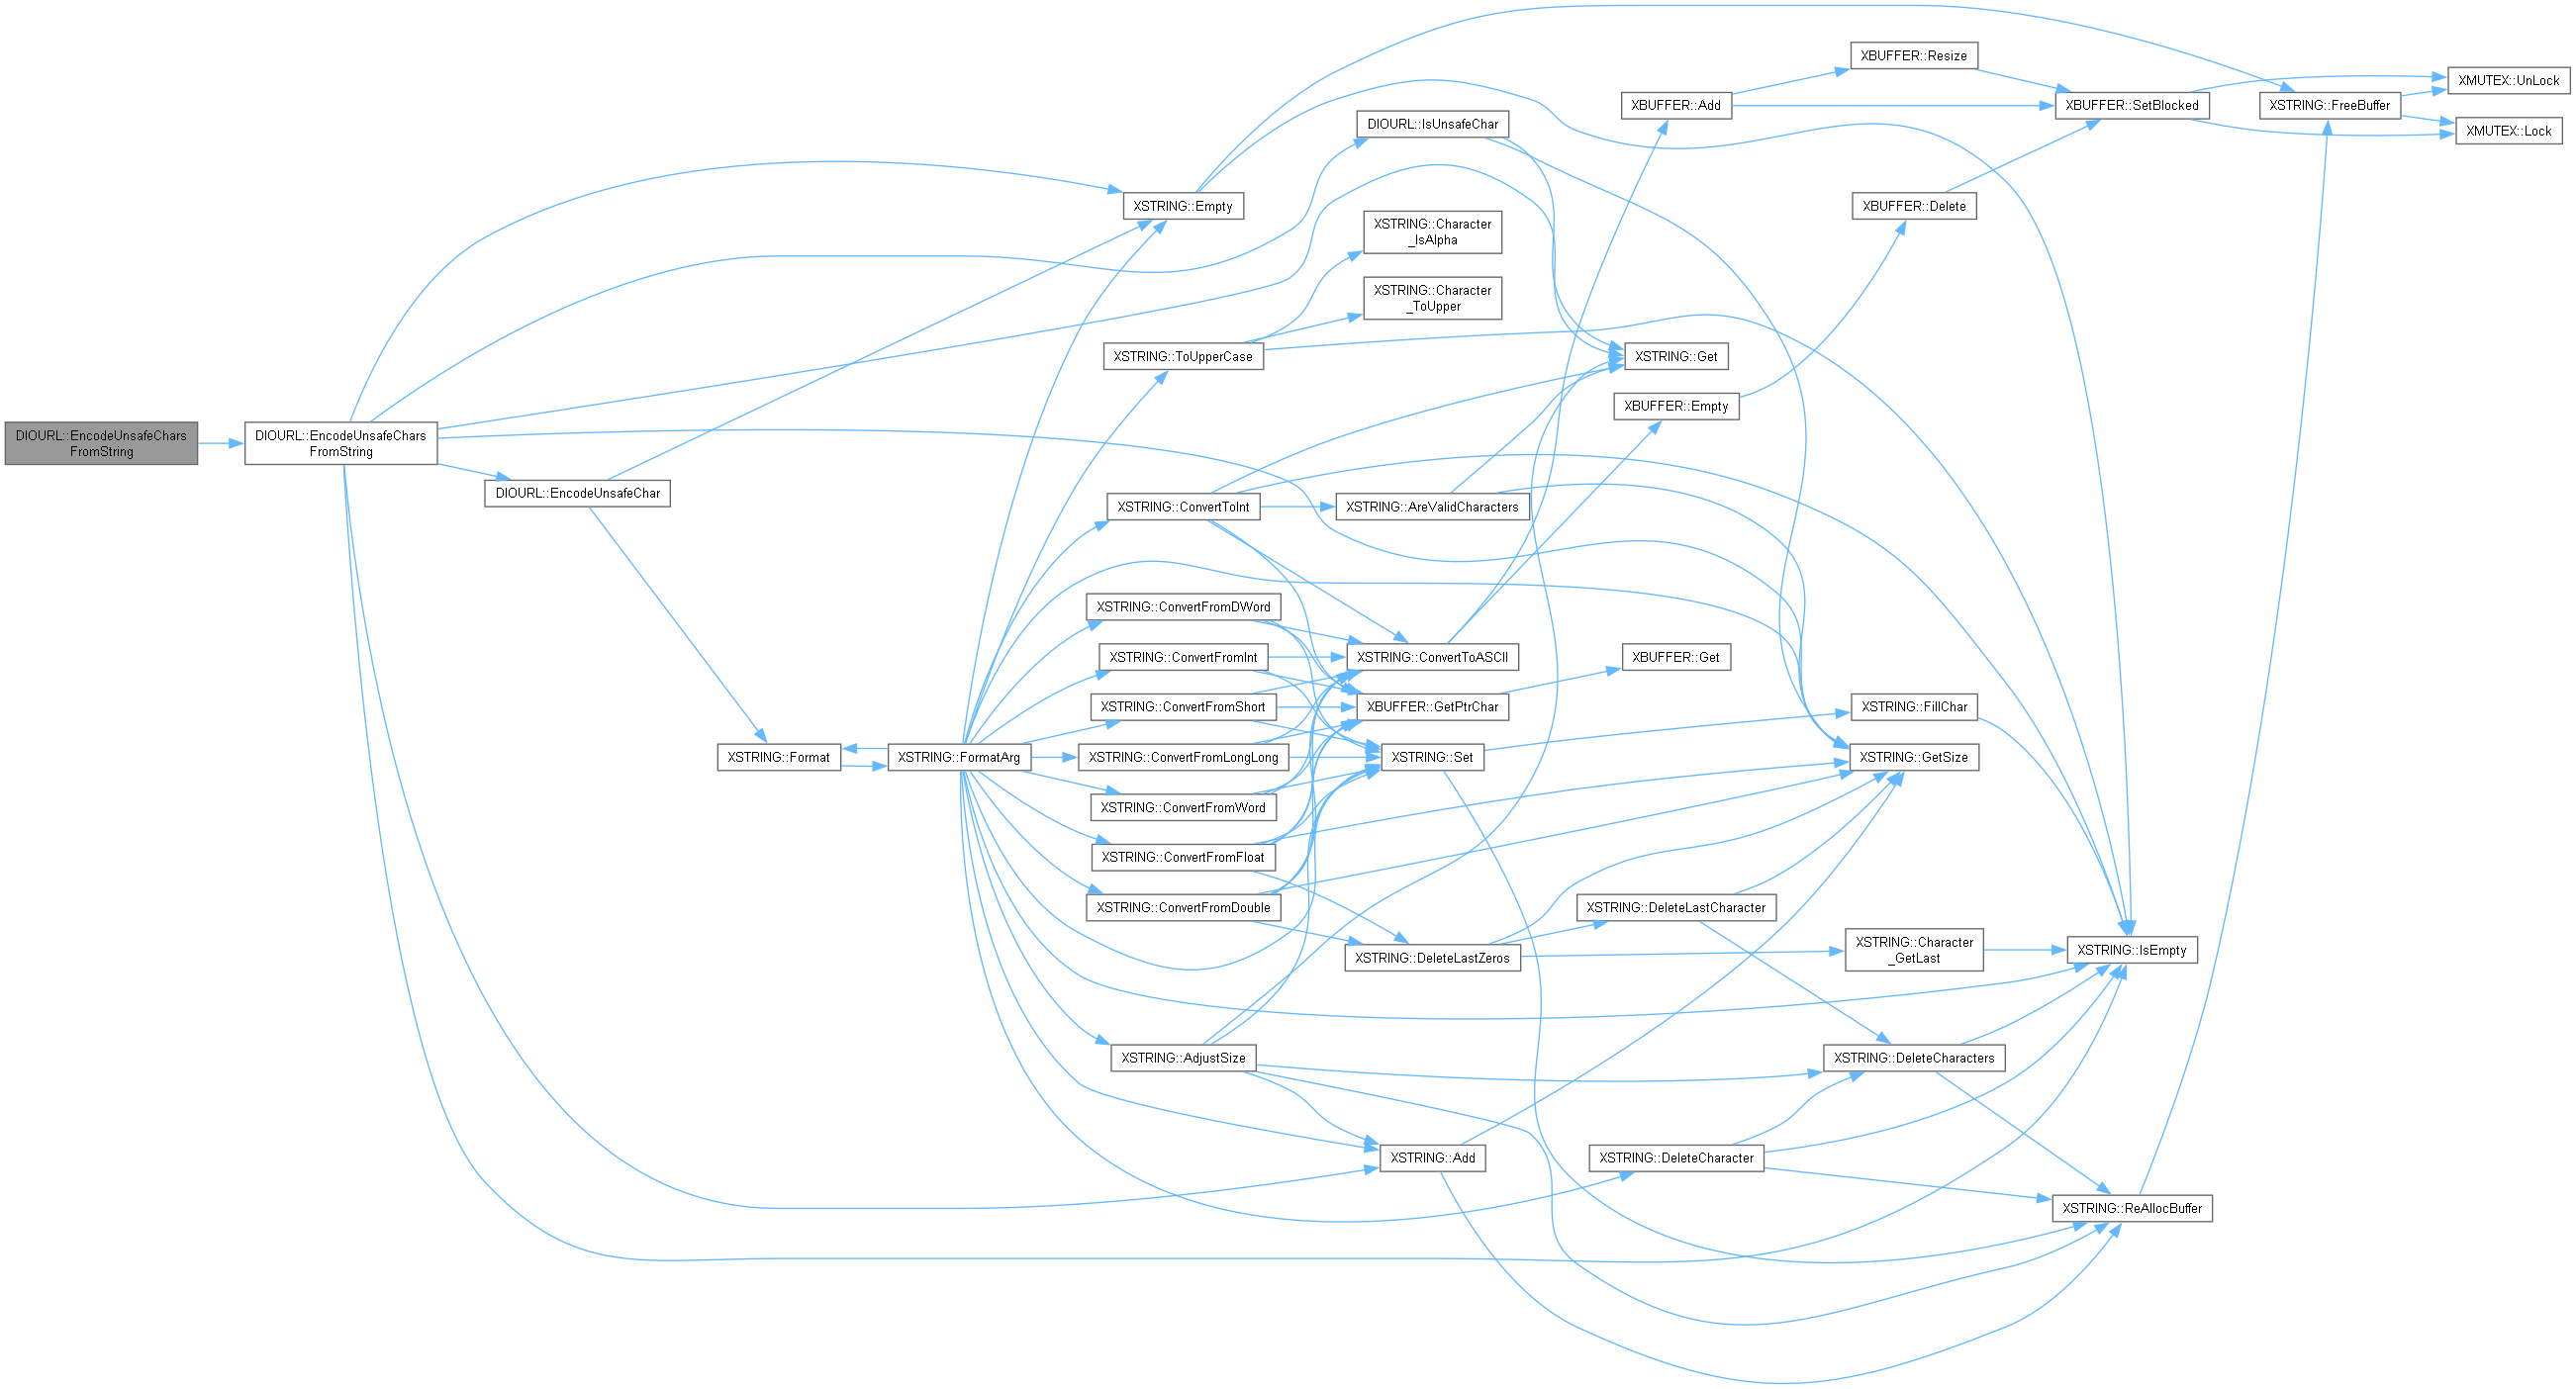 DIOURL::EncodeUnsafeChars
FromString
DIOURL::EncodeUnsafeChars
FromString
DIOURL::EncodeUnsafeChar
XSTRING::Format
XSTRING::FormatArg
XSTRING::Empty
XSTRING::ToUpperCase
XSTRING::ConvertToInt
XSTRING::ConvertFromDWord
XSTRING::ConvertFromInt
XSTRING::ConvertFromShort
XSTRING::ConvertFromLongLong
XSTRING::ConvertFromWord
XSTRING::ConvertFromFloat
XSTRING::ConvertFromDouble
XSTRING::AdjustSize
DIOURL::IsUnsafeChar
XSTRING::Character
_IsAlpha
XSTRING::Character
_ToUpper
XSTRING::AreValidCharacters
XSTRING::ConvertToASCII
XBUFFER::GetPtrChar
XSTRING::Set
XSTRING::DeleteLastZeros
XSTRING::Add
XBUFFER::Add
XSTRING::Get
XBUFFER::Empty
XBUFFER::Get
XSTRING::DeleteLastCharacter
XSTRING::DeleteCharacter
XBUFFER::Resize
XBUFFER::Delete
XSTRING::FillChar
XSTRING::GetSize
XSTRING::Character
_GetLast
XSTRING::DeleteCharacters
XBUFFER::SetBlocked
XSTRING::IsEmpty
XSTRING::ReAllocBuffer
XSTRING::FreeBuffer
XMUTEX::UnLock
XMUTEX::Lock